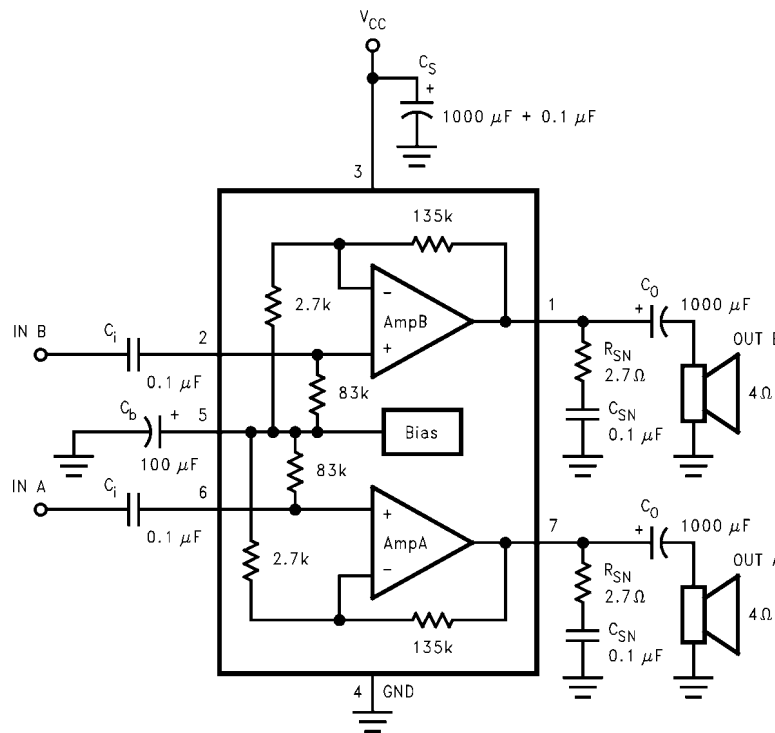 V_CC
C_S
+
1000 μF + 0.1 μF
3
135k
2.7k
−
AmpB
+
1
C_O
+
1000 μF
IN B
C_i
2
0.1 μF
83k
R_SN
2.7Ω
C_SN
0.1 μF
OUT
4Ω
C_b
+
5
100 μF
Bias
83k
IN A
C_i
6
0.1 μF
+
AmpA
−
2.7k
135k
7
C_O
+
1000 μF
R_SN
2.7Ω
C_SN
0.1 μF
OUT
4Ω
4
GND